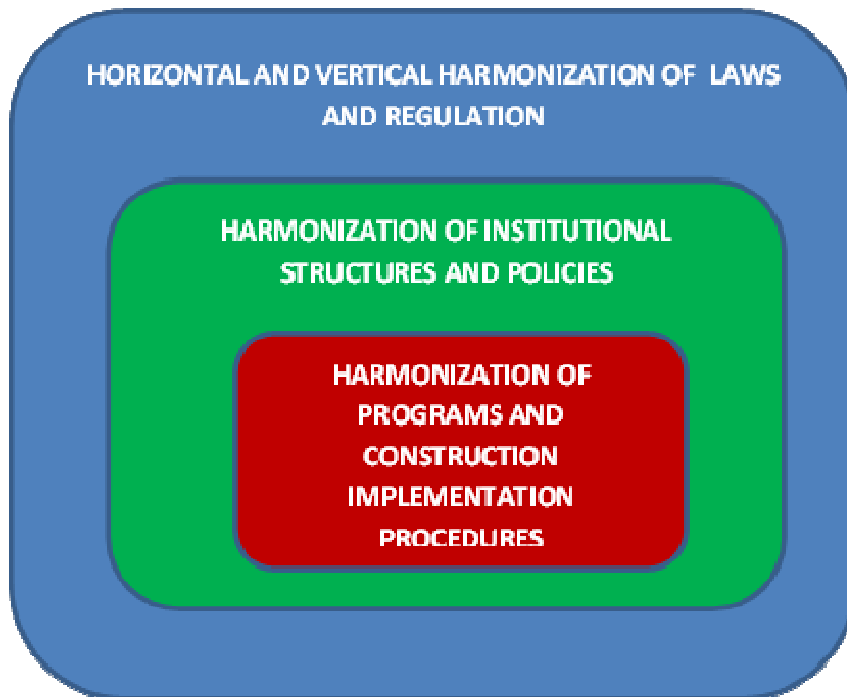 HORIZONTAL AND VERTICAL HARMONIZATION OF LAWS
AND REGULATION
HARMONIZATION OF INSTITUTIONAL
STRUCTURES AND POLICIES
HARMONIZATION OF
PROGRAMS AND
CONSTRUCTION
IMPLEMENTATION
PROCEDURES